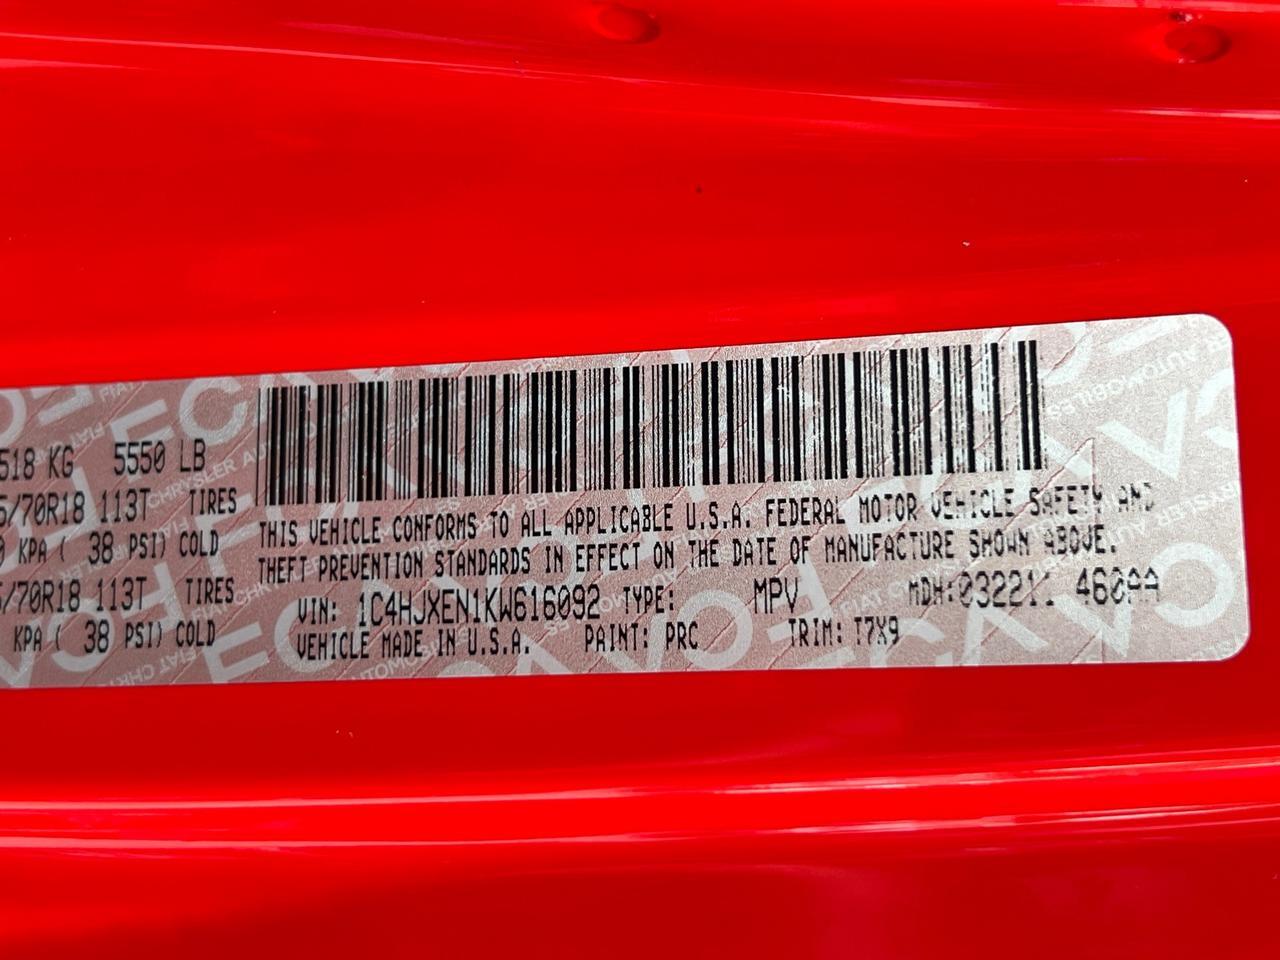 518 KG 5550 LB
5/70R18 113T TIRES
0 KPA ( 38 PSI) COLD
5/70R18 113T TIRES
KPA ( 38 PSI) COLD
THIS VEHICLE CONFORMS TO ALL APPLICABLE U.S.A. FEDERAL MOTOR VEHICLE SAFETY AND
THEFT PREVENTION STANDARDS IN EFFECT ON THE DATE OF MANUFACTURE SHOWN ABOVE.
VIN: 1C4HJXEN1KW616092 TYPE: MPV MDH:032211 460AA
VEHICLE MADE IN U.S.A. PAINT: PRC TRIM: T7X9